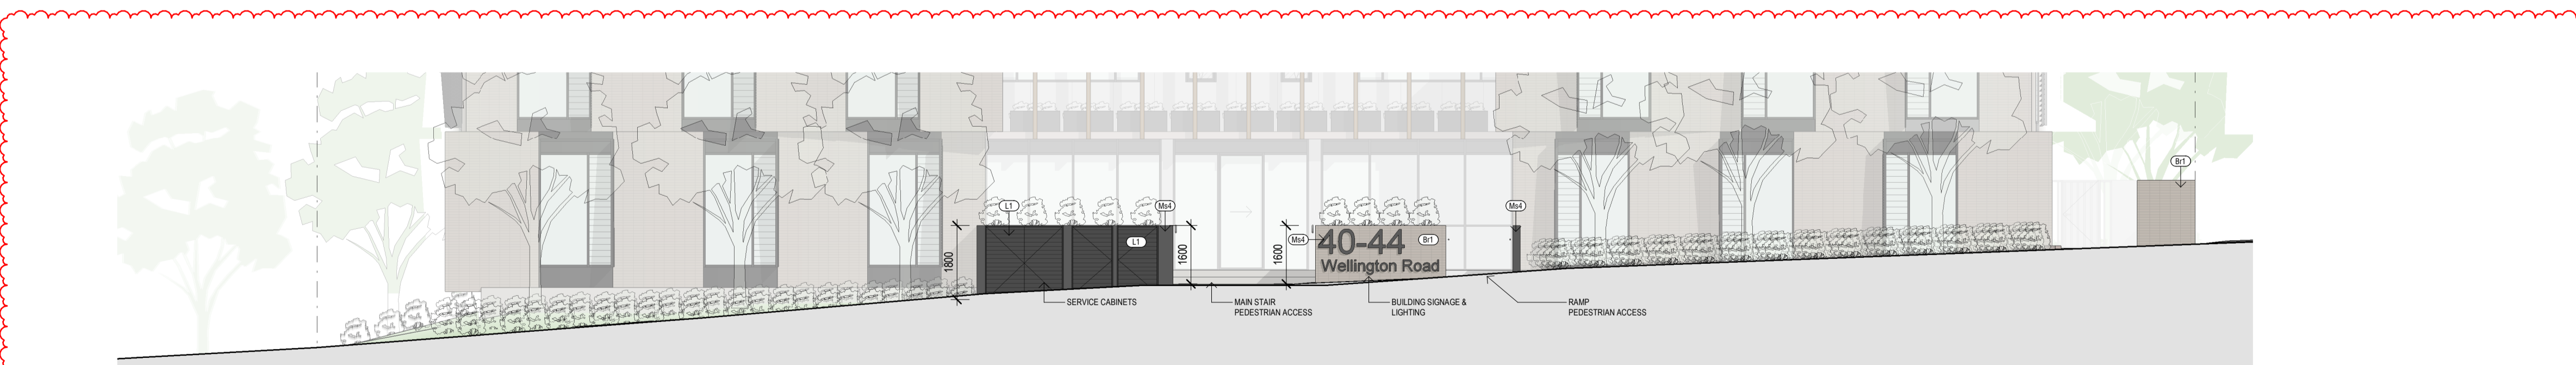 Br1
L1
Ms4
Ms4
L1
Ms4
40-44
Br1
Wellington Road
1800
1600
1600
SERVICE CABINETS
MAIN STAIR
PEDESTRIAN ACCESS
BUILDING SIGNAGE &
LIGHTING
RAMP
PEDESTRIAN ACCESS